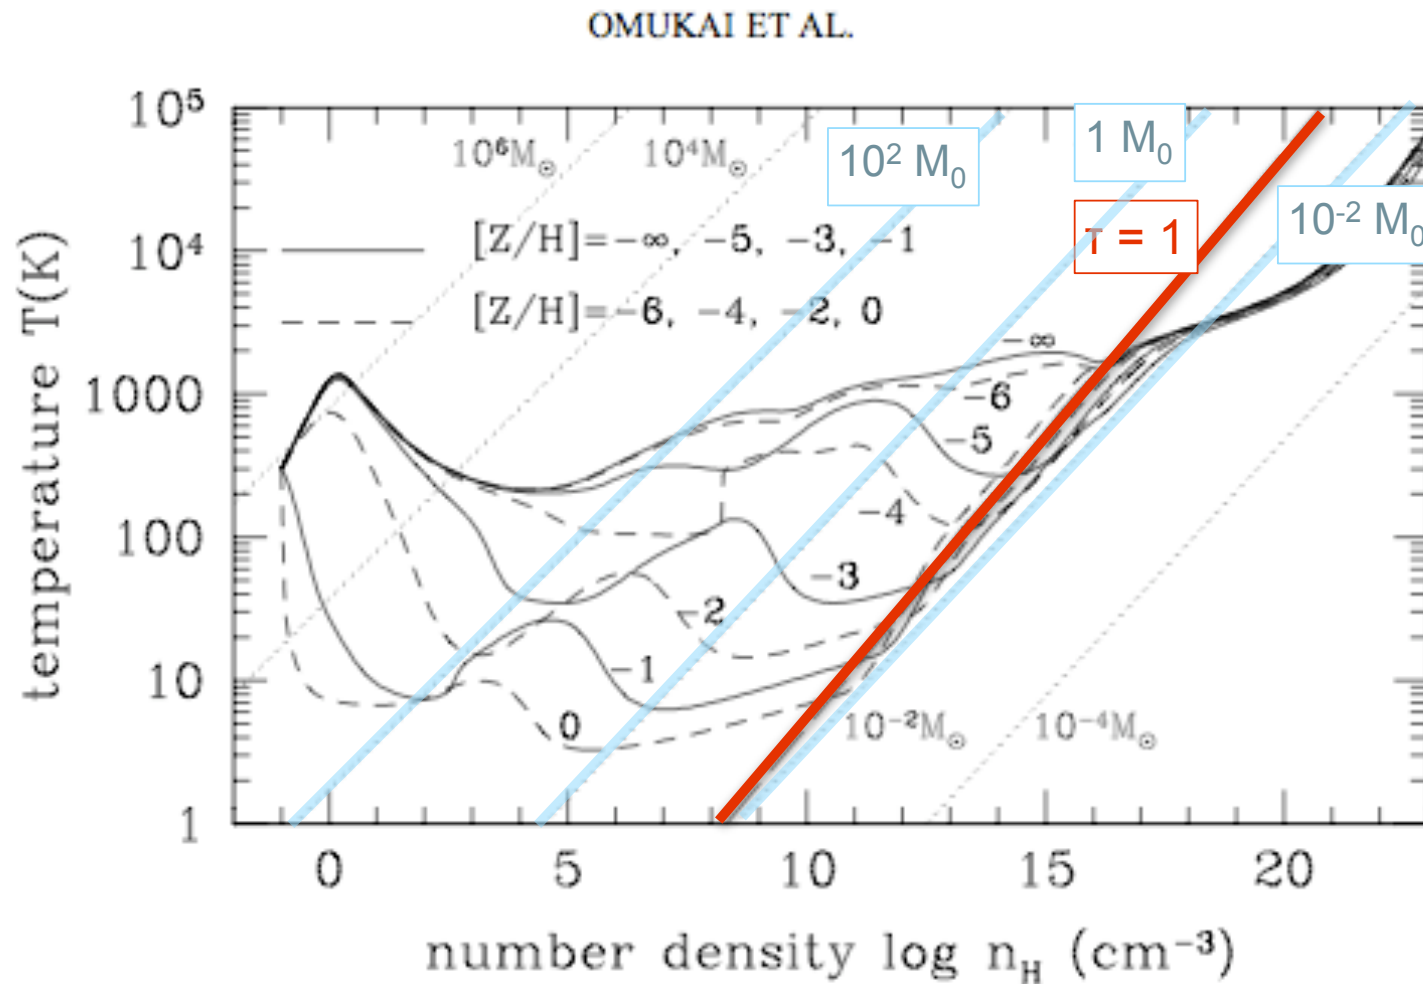 OMUKAI ET AL.
10⁵
10⁴
1000
100
10
1
temperature T(K)
10⁶M☉
10⁴M☉
10² M₀
1 M₀
τ = 1
10⁻² M₀
[Z/H]=−∞, −5, −3, −1
[Z/H]=−6, −4, −2, 0
−∞
−6
−5
−4
−3
−2
−1
0
10⁻²M☉
10⁻⁴M☉
0 5 10 15 20
number density log n_H (cm⁻³)